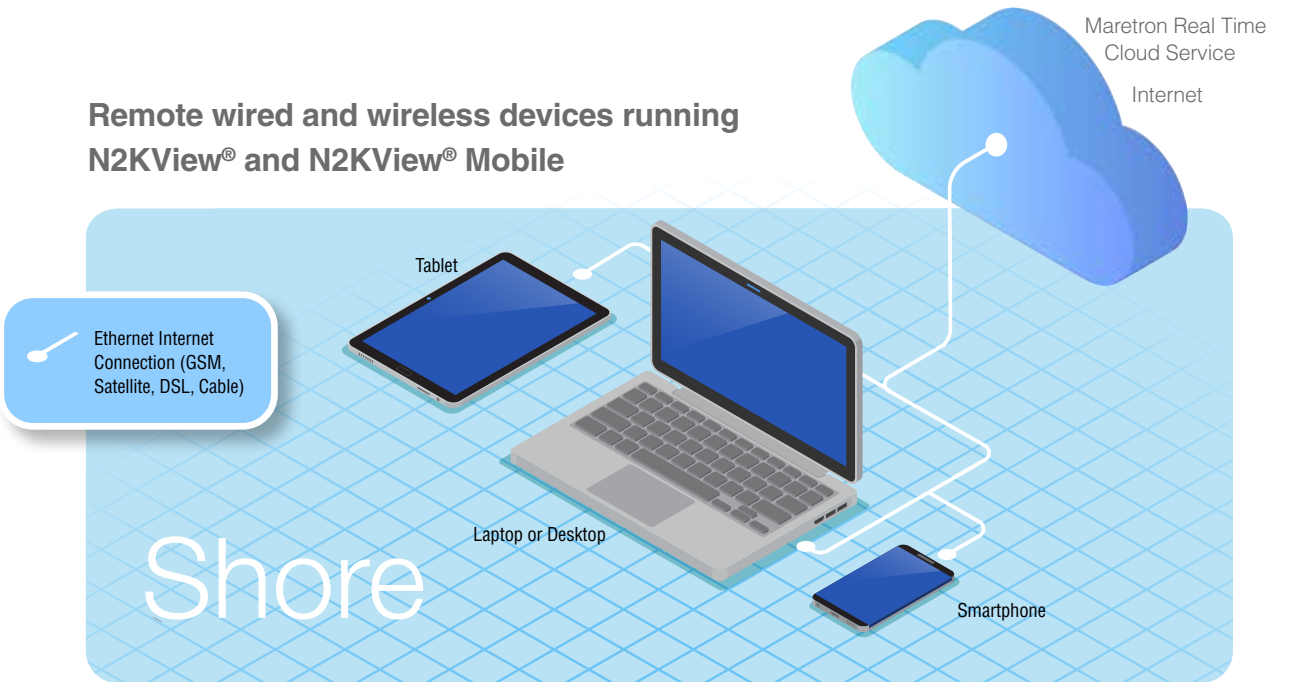 Maretron Real Time
Cloud Service
Internet
Remote wired and wireless devices running
N2KView® and N2KView® Mobile
Tablet
Ethernet Internet
Connection (GSM,
Satellite, DSL, Cable)
Laptop or Desktop
Shore
Smartphone